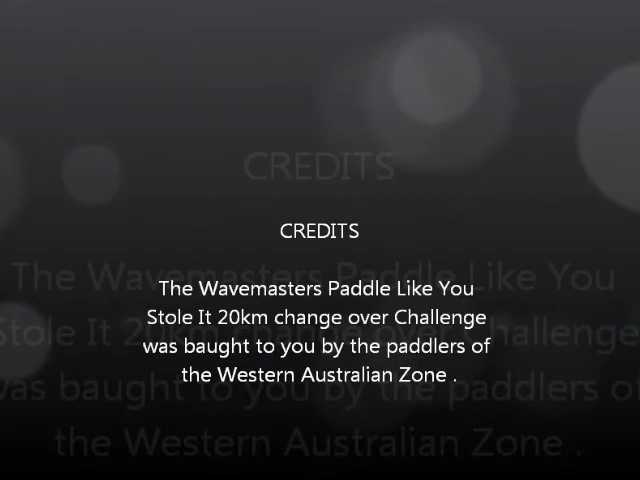 CREDITS
The Wavemasters Paddle Like You
Stole It 20km change over Challenge
was baught to you by the paddlers of
the Western Australian Zone .